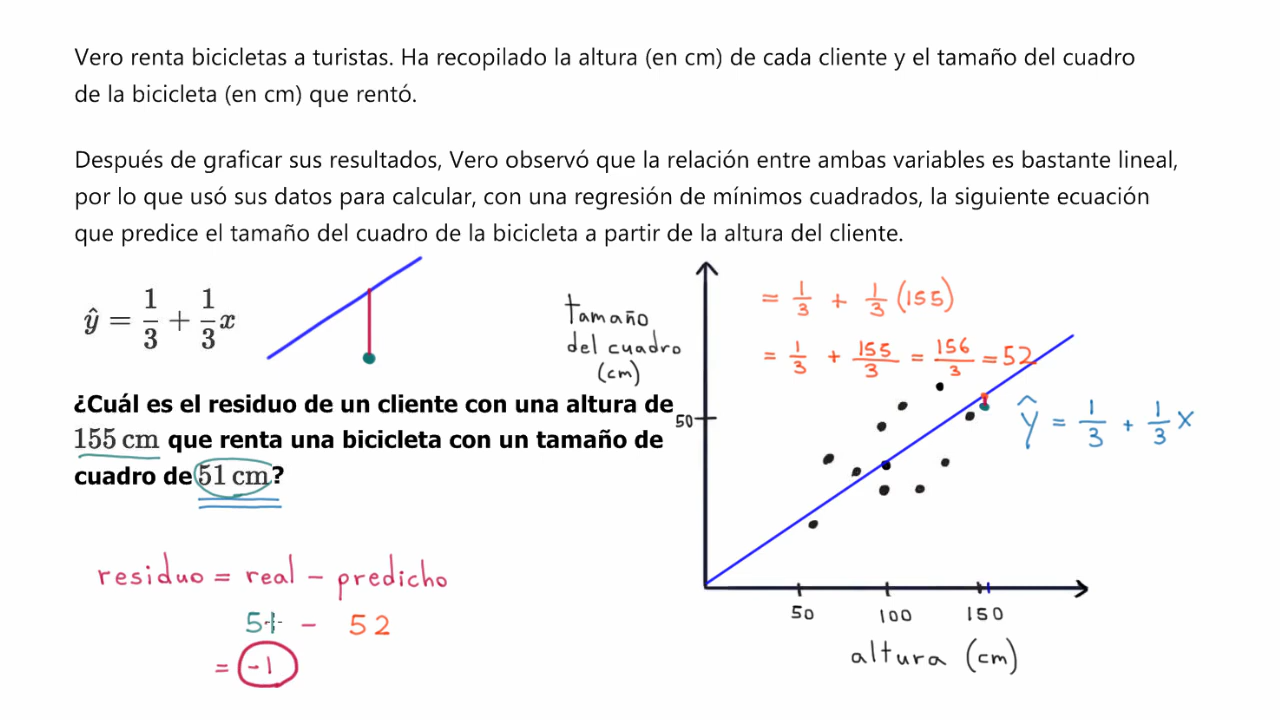 Vero renta bicicletas a turistas. Ha recopilado la altura (en cm) de cada cliente y el tamaño del cuadro
de la bicicleta (en cm) que rentó.
Después de graficar sus resultados, Vero observó que la relación entre ambas variables es bastante lineal,
por lo que usó sus datos para calcular, con una regresión de mínimos cuadrados, la siguiente ecuación
que predice el tamaño del cuadro de la bicicleta a partir de la altura del cliente.
ŷ = 1/3 + 1/3 x
¿Cuál es el residuo de un cliente con una altura de
155 cm que renta una bicicleta con un tamaño de
cuadro de 51 cm?
residuo = real - predicho
51 - 52
= -1
tamaño
del cuadro
(cm)
= 1/3 + 1/3 (155)
= 1/3 + 155/3 = 156/3 = 52
50
ŷ = 1/3 + 1/3 x
50 100 150
altura (cm)